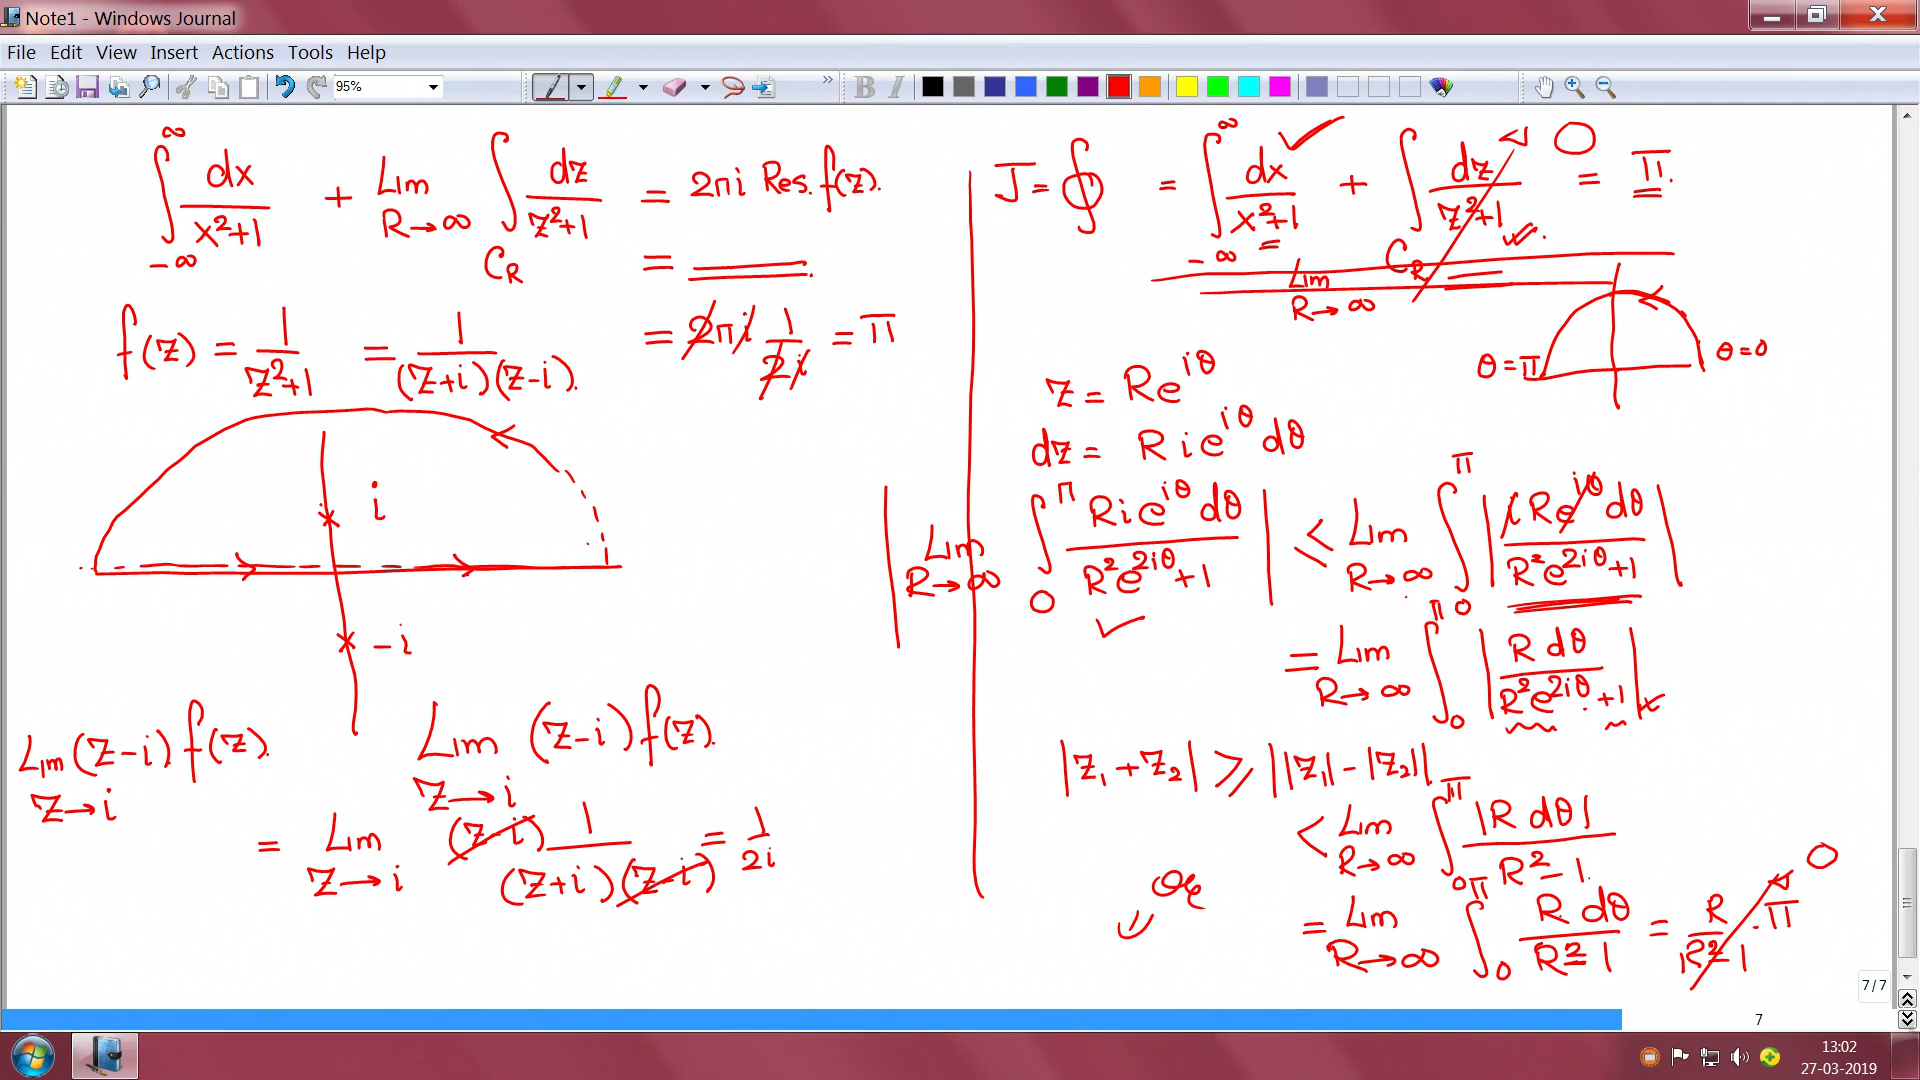 Note1 - Windows Journal
File Edit View Insert Actions Tools Help
95%
∫_{-∞}^{∞} dx/(x²+1) + Lim_{R→∞} ∫_{C_R} dz/(z²+1) = 2πi Res. f(z).
=
f(z) = 1/(z²+1) = 1/((z+i)(z-i)).
= 2πi 1/2i = π
i
-i
Lim_{z→i} (z-i) f(z).
Lim_{z→i} (z-i) f(z).
= Lim_{z→i} (z-i) 1/((z+i)(z-i)) = 1/2i
J = ∮ = ∫_{-∞}^{∞} dx/(x²+1) + ∫_{C_R} dz/(z²+1) = π.
0
Lim_{R→∞}
θ=π
θ=0
z = Re^{iθ}
dz = Rie^{iθ} dθ
|Lim_{R→∞} ∫_0^π Rie^{iθ} dθ/(R²e^{2iθ}+1)| ≤ Lim_{R→∞} ∫_0^π |iRe^{iθ} dθ/(R²e^{2iθ}+1)|
= Lim_{R→∞} ∫_0^π |R dθ/(R²e^{2iθ}+1)|
|z₁+z₂| ≥ ||z₁|-|z₂||
< Lim_{R→∞} ∫_0^π |R dθ|/(R²-1)
= Lim_{R→∞} ∫_0^π R dθ/(R²-1) = R/(R²-1) . π
0
7/7
7
13:02
27-03-2019